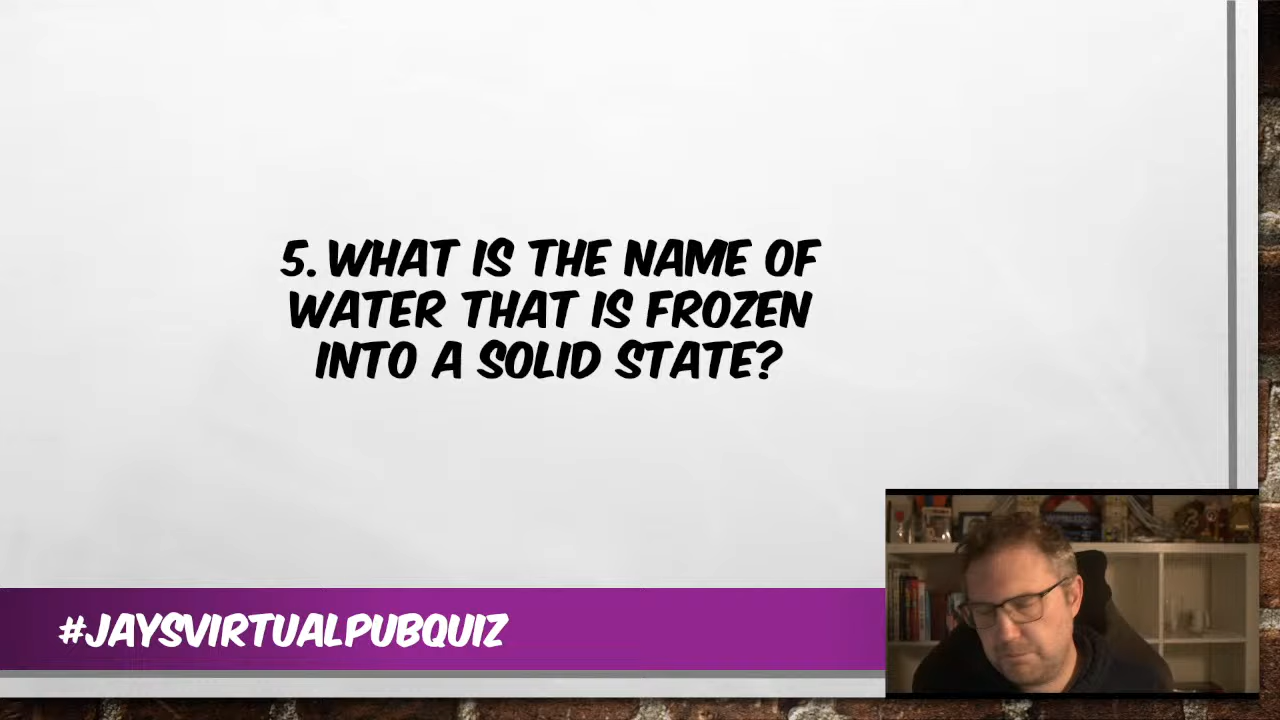 5. WHAT IS THE NAME OF
WATER THAT IS FROZEN
INTO A SOLID STATE?
#JAYSVIRTUALPUBQUIZ